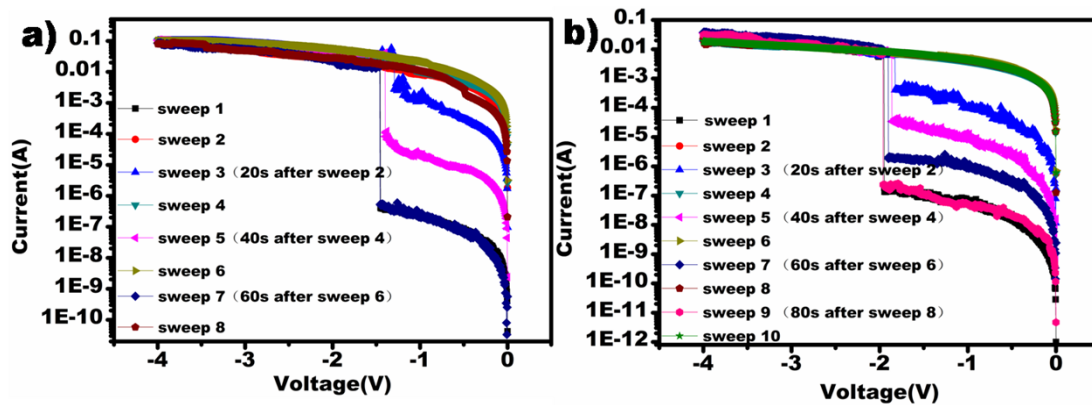 a)
0.1
0.01
1E-3
1E-4
1E-5
1E-6
1E-7
1E-8
1E-9
1E-10
Current(A)
sweep 1
sweep 2
sweep 3（20s after sweep 2）
sweep 4
sweep 5（40s after sweep 4）
sweep 6
sweep 7（60s after sweep 6）
sweep 8
-4 -3 -2 -1 0
Voltage(V)
b)
0.1
0.01
1E-3
1E-4
1E-5
1E-6
1E-7
1E-8
1E-9
1E-10
1E-11
1E-12
Current(A)
sweep 1
sweep 2
sweep 3（20s after sweep 2）
sweep 4
sweep 5（40s after sweep 4）
sweep 6
sweep 7（60s after sweep 6）
sweep 8
sweep 9（80s after sweep 8）
sweep 10
-4 -3 -2 -1 0
Voltage(V)